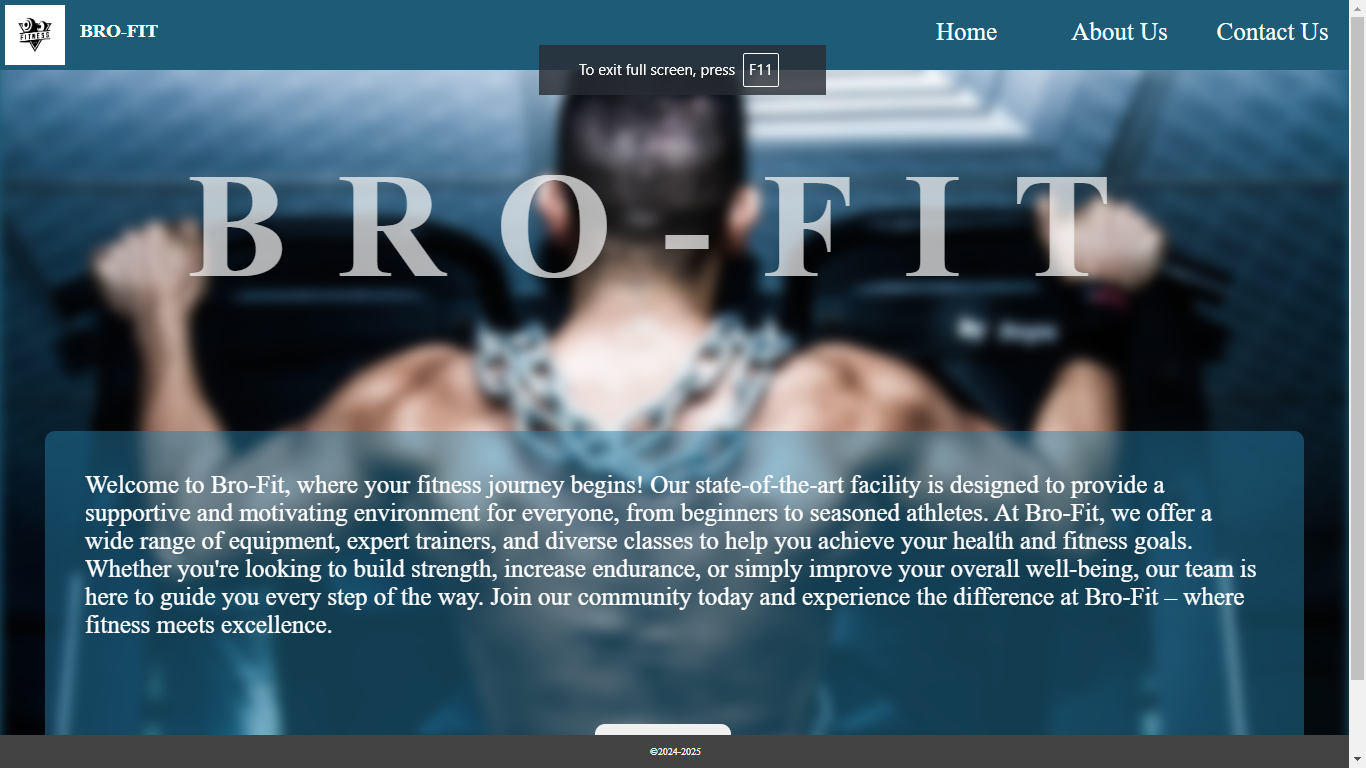 FITNESS
BRO-FIT
Home
About Us
Contact Us
To exit full screen, press F11
BRO-FIT
Welcome to Bro-Fit, where your fitness journey begins! Our state-of-the-art facility is designed to provide a
supportive and motivating environment for everyone, from beginners to seasoned athletes. At Bro-Fit, we offer a
wide range of equipment, expert trainers, and diverse classes to help you achieve your health and fitness goals.
Whether you're looking to build strength, increase endurance, or simply improve your overall well-being, our team is
here to guide you every step of the way. Join our community today and experience the difference at Bro-Fit – where
fitness meets excellence.
©2024-2025